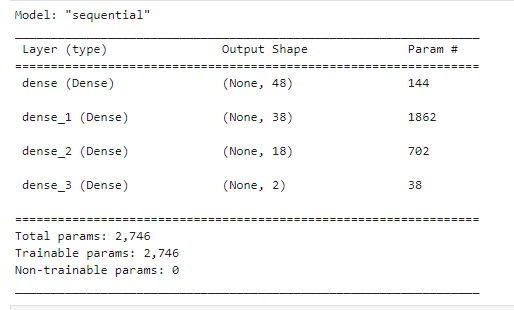 Model: "sequential"
Layer (type) Output Shape Param #
dense (Dense) (None, 48) 144
dense_1 (Dense) (None, 38) 1862
dense_2 (Dense) (None, 18) 702
dense_3 (Dense) (None, 2) 38
Total params: 2,746
Trainable params: 2,746
Non-trainable params: 0